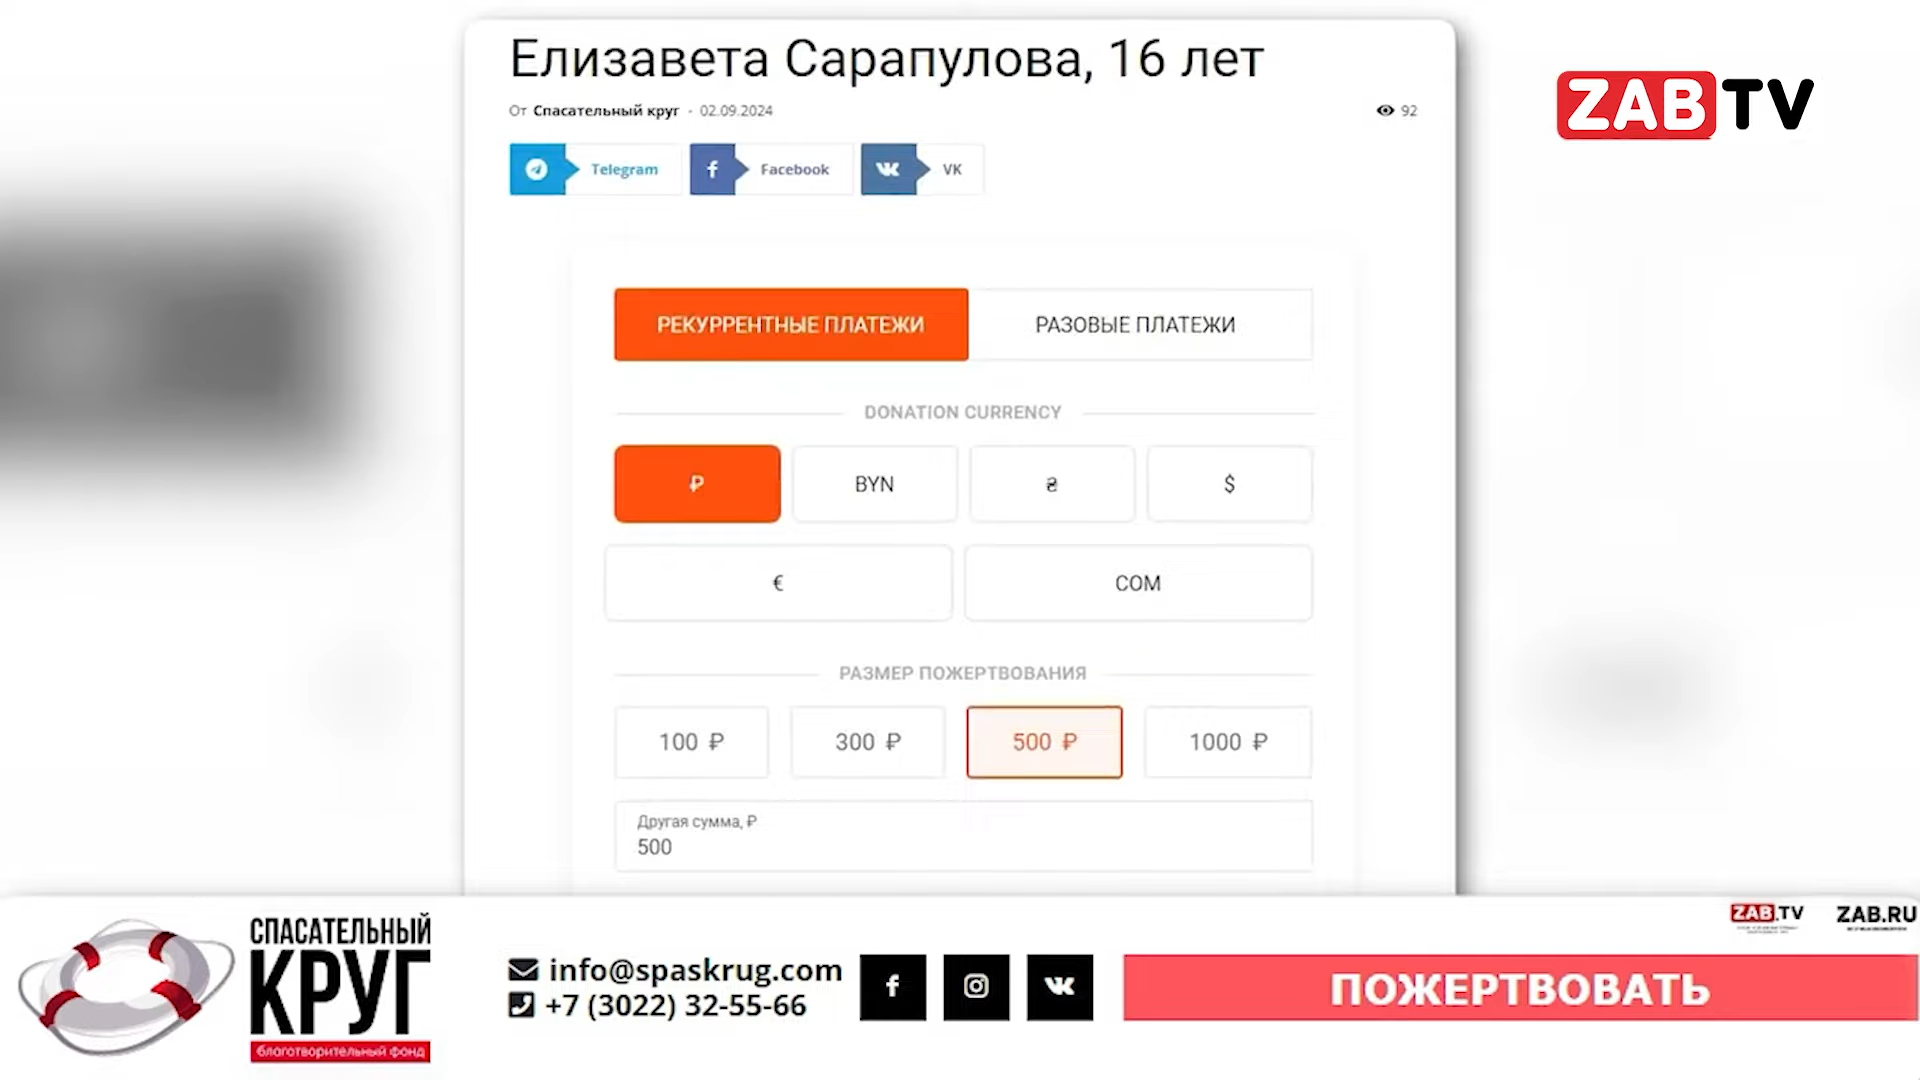 Елизавета Сарапулова, 16 лет
От Спасательный круг - 02.09.2024
92
Telegram
Facebook
VK
ZAB TV
РЕКУРРЕНТНЫЕ ПЛАТЕЖИ
РАЗОВЫЕ ПЛАТЕЖИ
DONATION CURRENCY
₽
BYN
₴
$
€
СОМ
РАЗМЕР ПОЖЕРТВОВАНИЯ
100 ₽
300 ₽
500 ₽
1000 ₽
Другая сумма, ₽
500
СПАСАТЕЛЬНЫЙ
КРУГ
благотворительный фонд
info@spaskrug.com
+7 (3022) 32-55-66
ZAB.TV
ZAB.RU
ПОЖЕРТВОВАТЬ